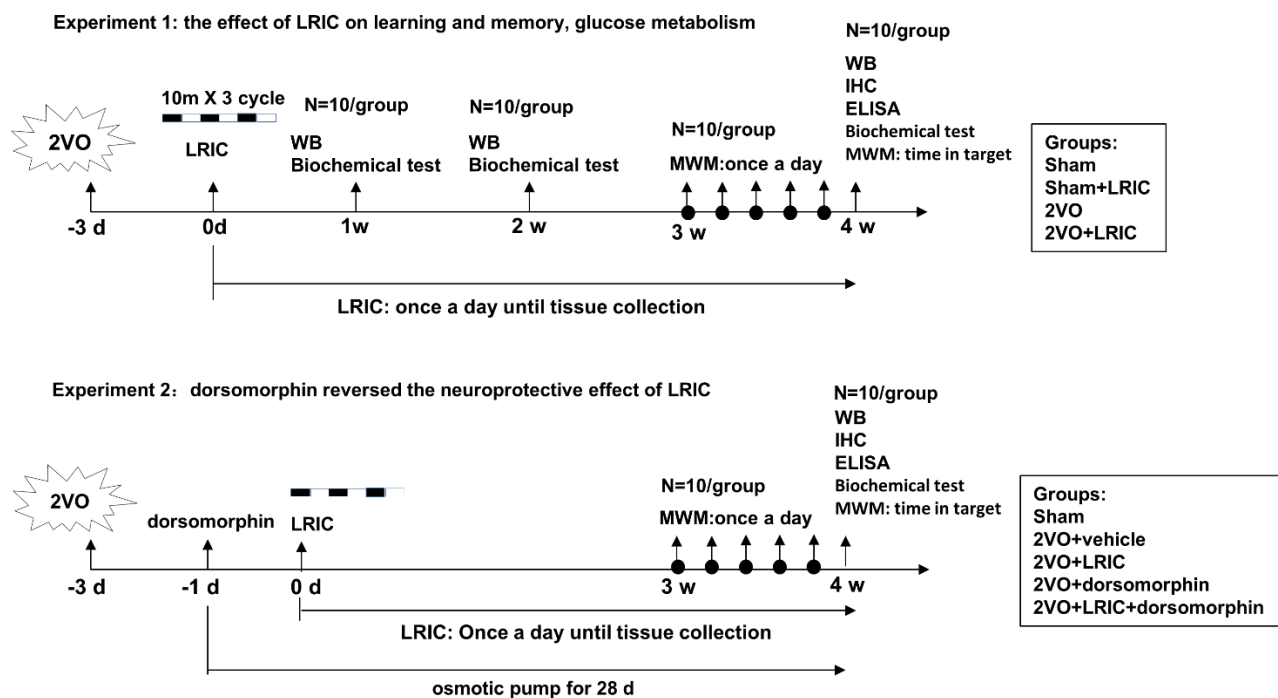 Experiment 1: the effect of LRIC on learning and memory, glucose metabolism
N=10/group
WB
IHC
ELISA
Biochemical test
MWM: time in target
10m X 3 cycle
N=10/group
N=10/group
N=10/group
2VO
LRIC
WB
Biochemical test
WB
Biochemical test
MWM:once a day
Groups:
Sham
Sham+LRIC
2VO
2VO+LRIC
-3 d
0d
1w
2 w
3 w
4 w
LRIC: once a day until tissue collection
Experiment 2: dorsomorphin reversed the neuroprotective effect of LRIC
N=10/group
WB
IHC
ELISA
Biochemical test
MWM: time in target
2VO
dorsomorphin
LRIC
N=10/group
MWM:once a day
Groups:
Sham
2VO+vehicle
2VO+LRIC
2VO+dorsomorphin
2VO+LRIC+dorsomorphin
-3 d
-1 d
0 d
3 w
4 w
LRIC: Once a day until tissue collection
osmotic pump for 28 d